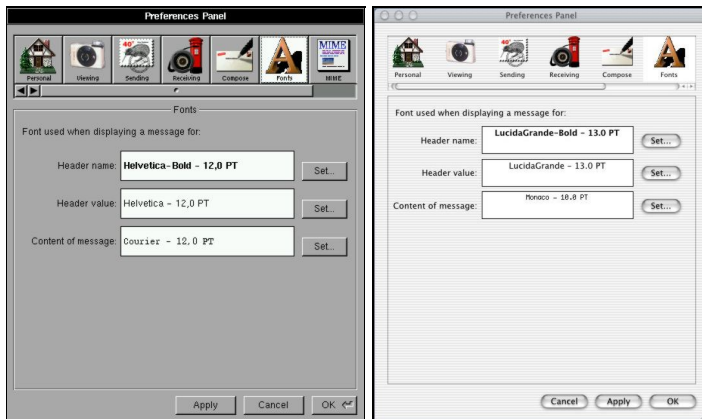 Preferences Panel
Personal
Viewing
40°
Sending
Receiving
Compose
Fonts
MIME
MIME
Fonts
Font used when displaying a message for:
Header name:
Helvetica-Bold - 12,0 PT
Set...
Header value:
Helvetica - 12,0 PT
Set...
Content of message:
Courier - 12,0 PT
Set...
Apply
Cancel
OK
Preferences Panel
Personal
Viewing
40°
Sending
Receiving
Compose
Fonts
Font used when displaying a message for:
Header name:
LucidaGrande-Bold - 13.0 PT
Set...
Header value:
LucidaGrande - 13.0 PT
Set...
Content of message:
Monaco - 10.0 PT
Set...
Cancel
Apply
OK